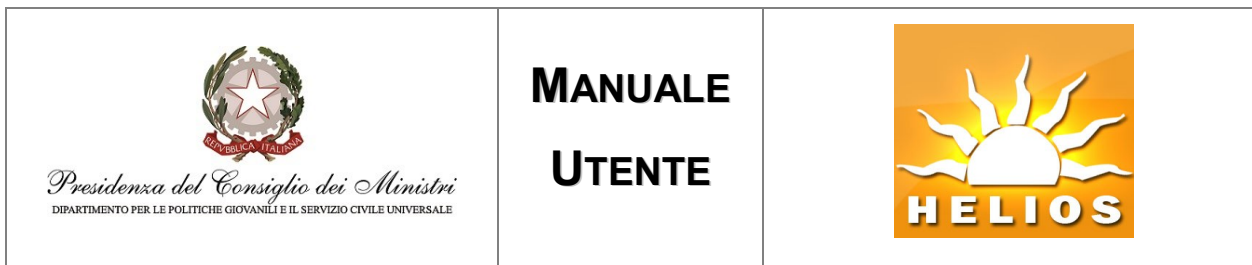 REPVBBLICA ITALIANA
Presidenza del Consiglio dei Ministri
DIPARTIMENTO PER LE POLITICHE GIOVANILI E IL SERVIZIO CIVILE UNIVERSALE
MANUALE
UTENTE
HELIOS